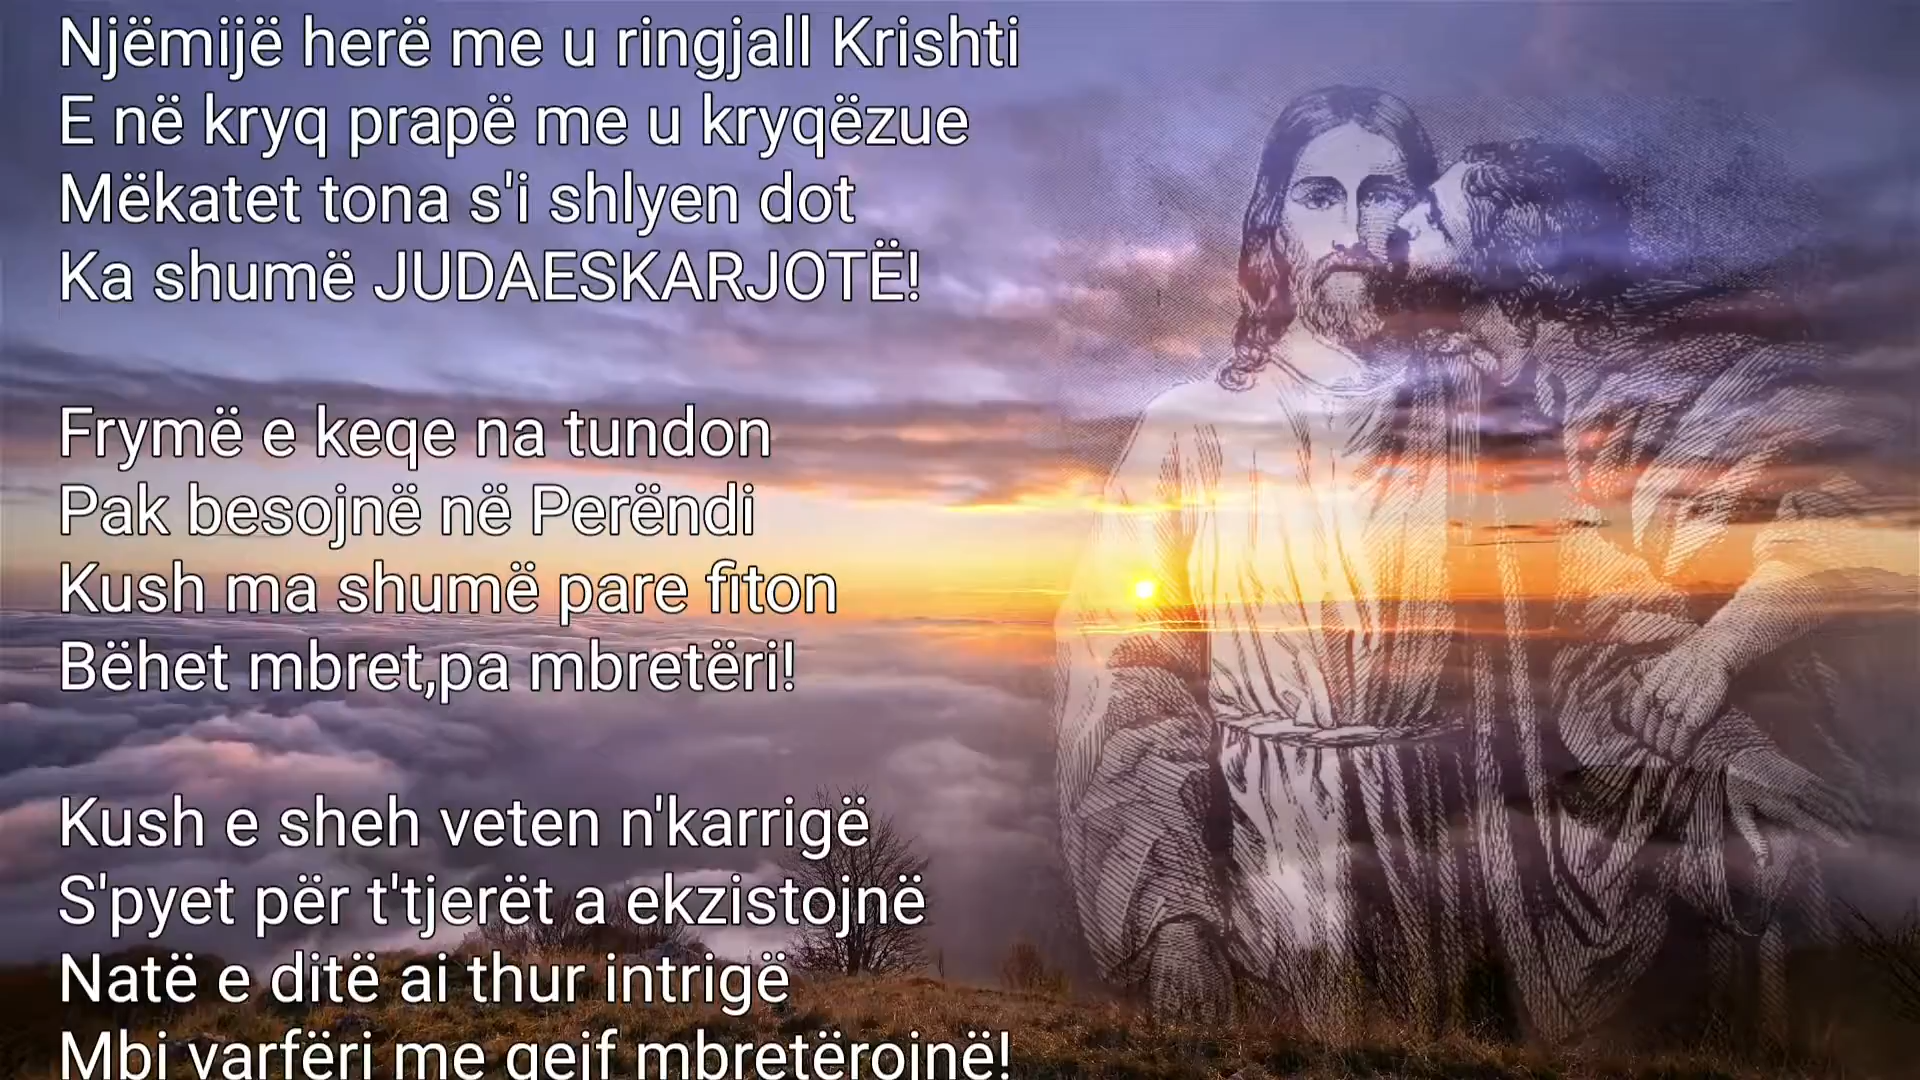 Njëmijë herë me u ringjall Krishti
E në kryq prapë me u kryqëzue
Mëkatet tona s'i shlyen dot
Ka shumë JUDAESKARJOTË!
Frymë e keqe na tundon
Pak besojnë në Perëndi
Kush ma shumë pare fiton
Bëhet mbret,pa mbretëri!
Kush e sheh veten n'karrigë
S'pyet për t'tjerët a ekzistojnë
Natë e ditë ai thur intrigë
Mbi varfëri me qejf mbretërojnë!